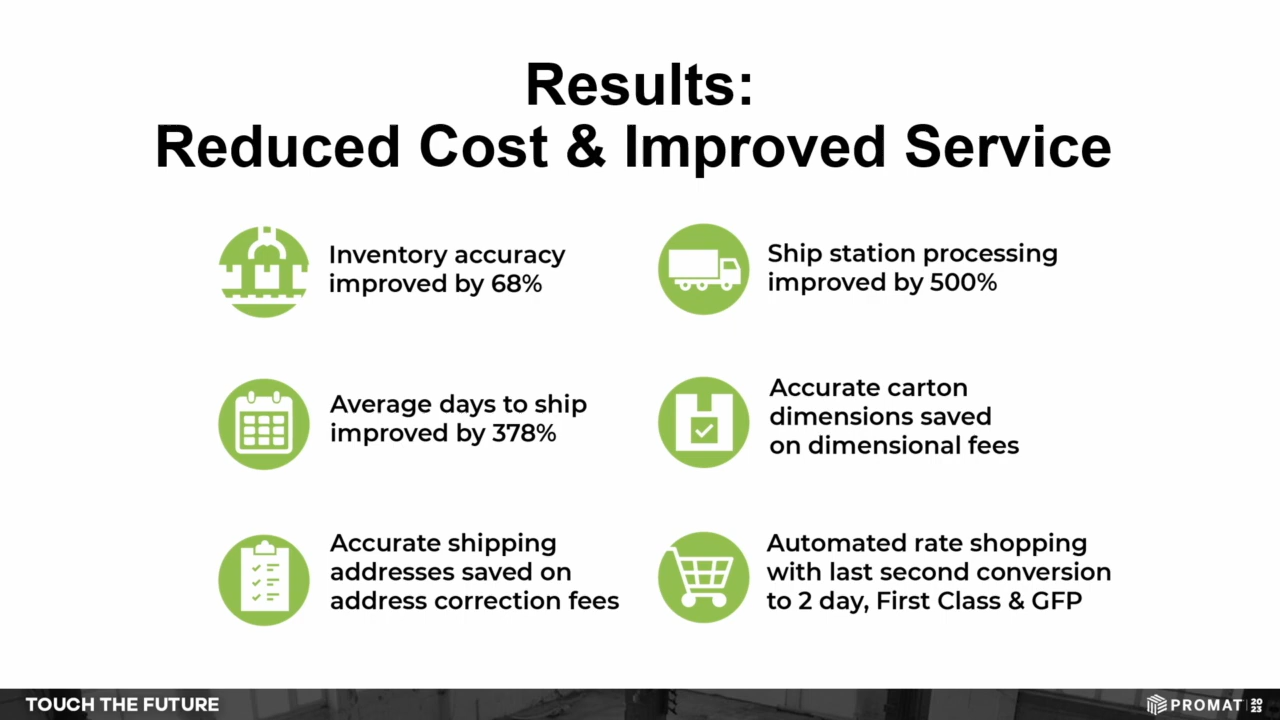 Results:
Reduced Cost & Improved Service
Inventory accuracy
improved by 68%
Ship station processing
improved by 500%
Average days to ship
improved by 378%
Accurate carton
dimensions saved
on dimensional fees
Accurate shipping
addresses saved on
address correction fees
Automated rate shopping
with last second conversion
to 2 day, First Class & GFP
TOUCH THE FUTURE
PROMAT 2023